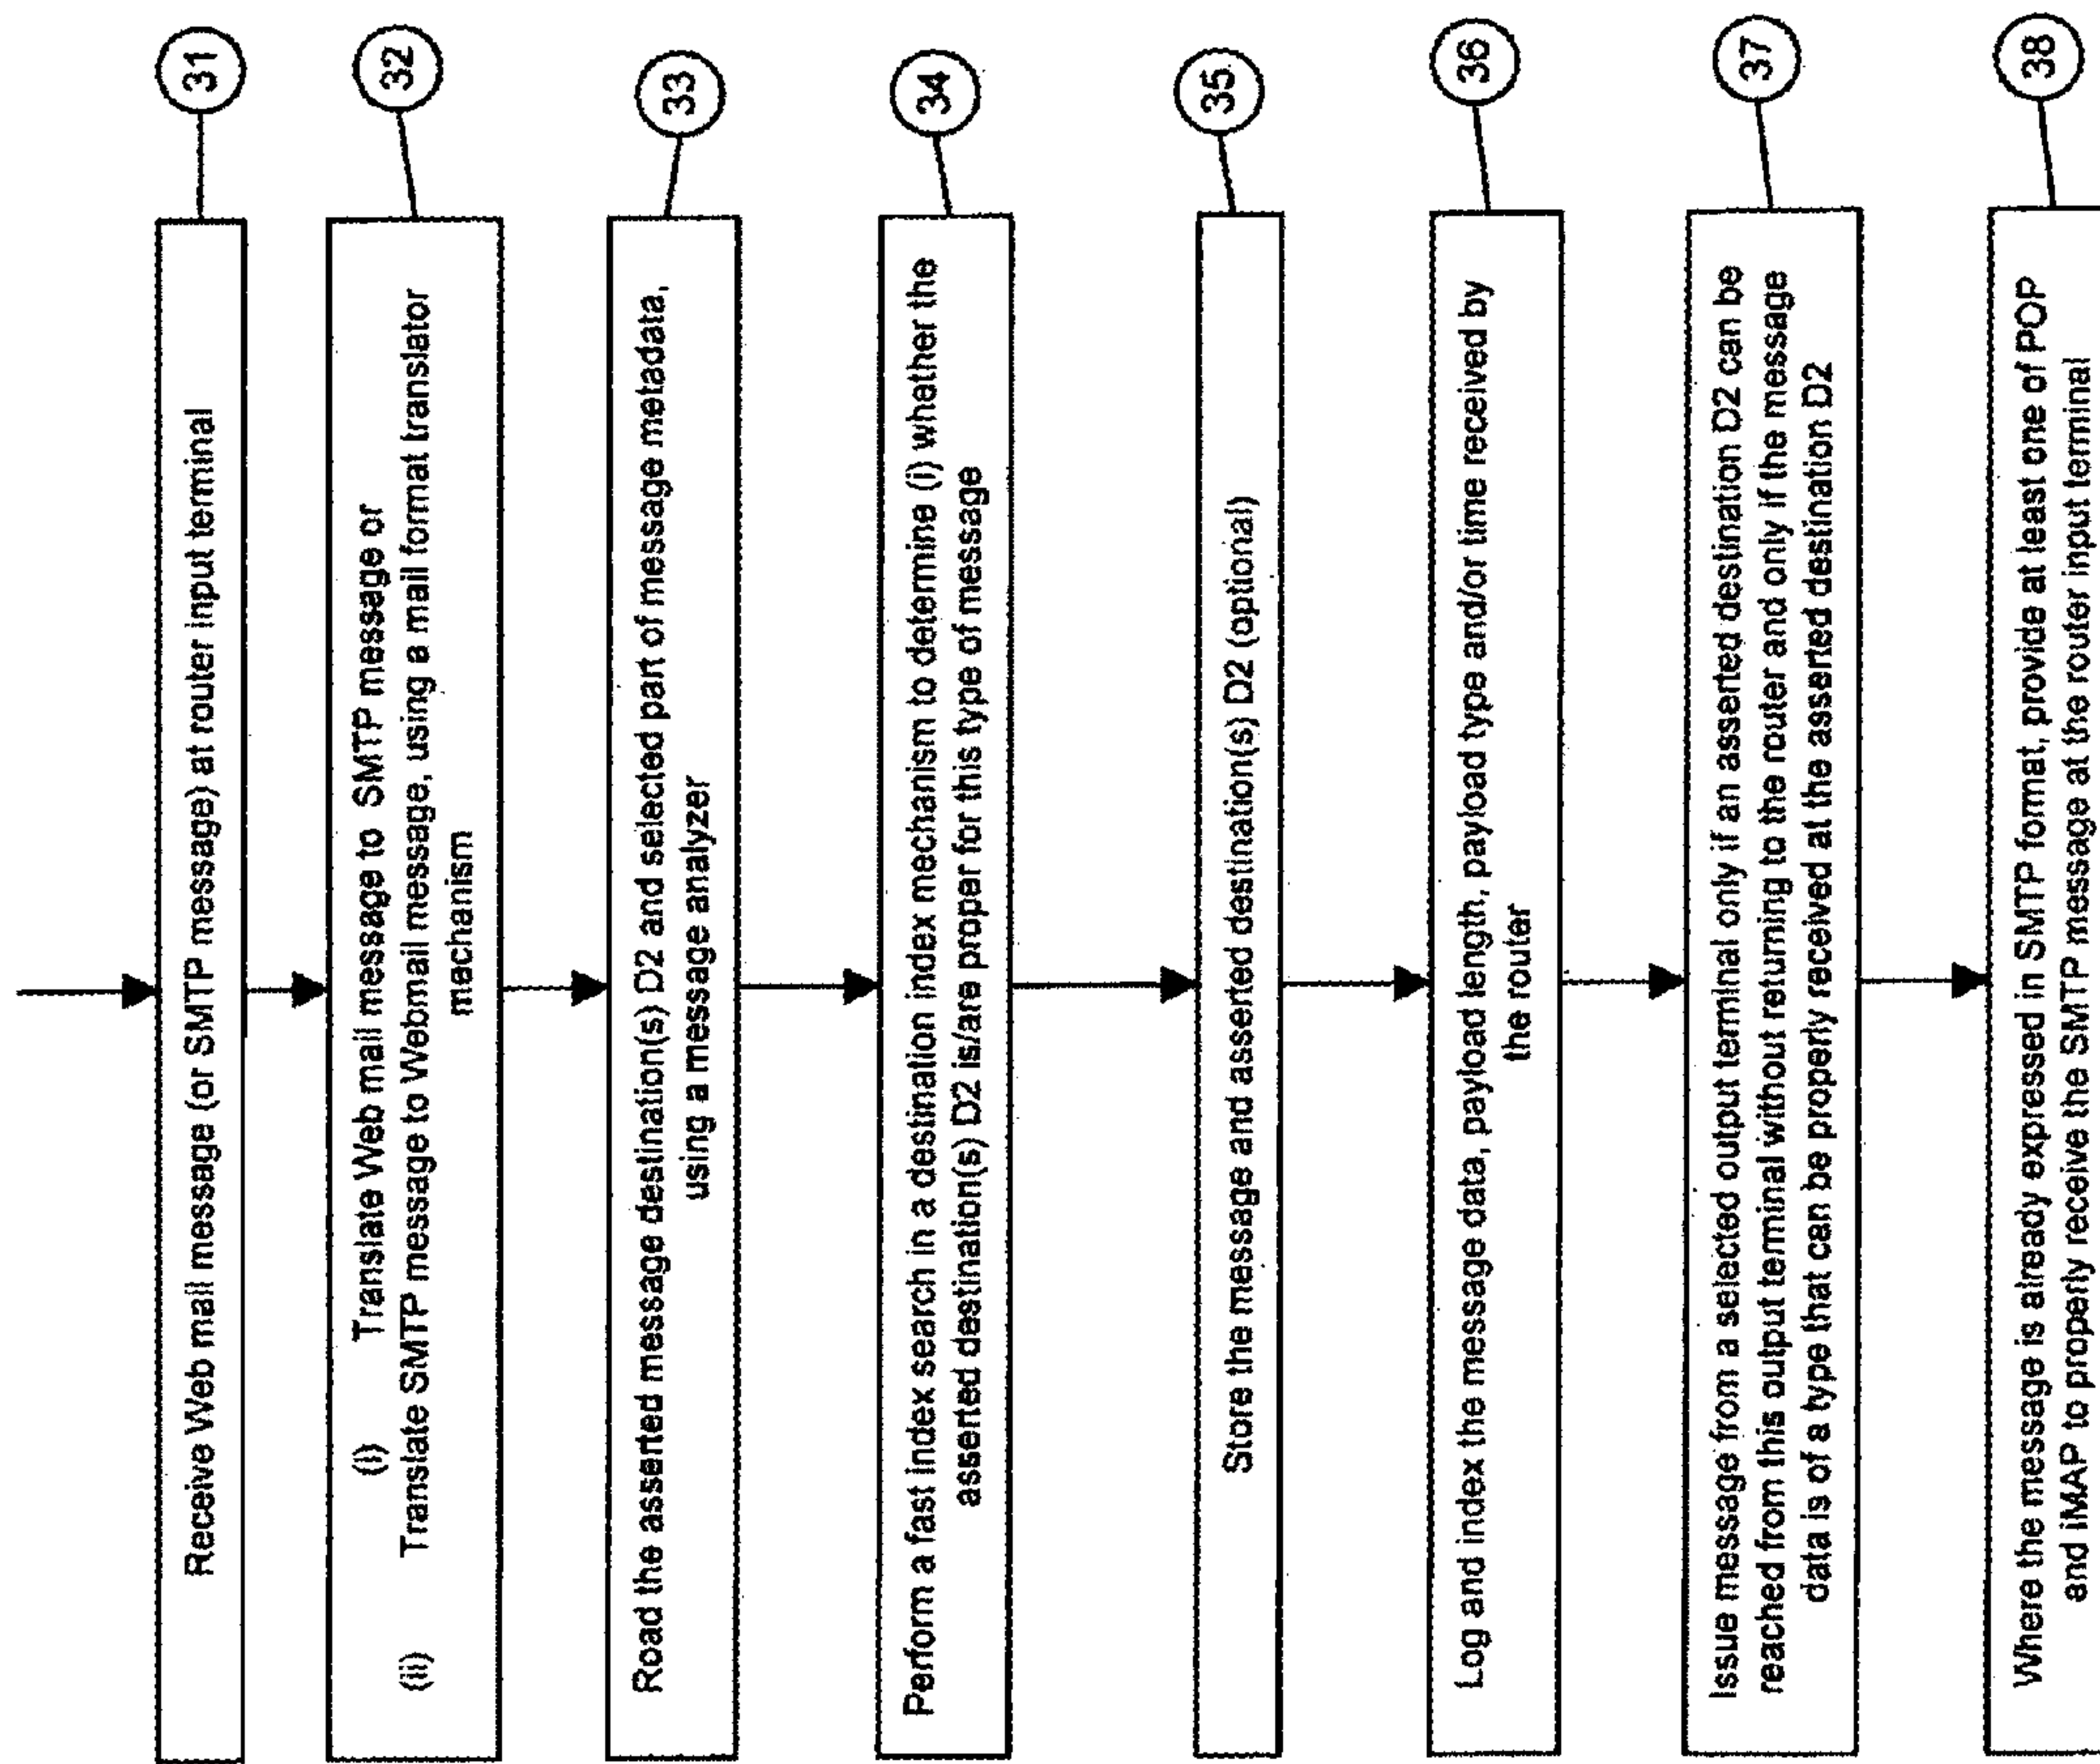 Receive Web mail message (or SMTP message) at router input terminal
31
(i) Translate Web mail message to SMTP message or
(ii) Translate SMTP message to Webmail message, using a mail format translator
mechanism
32
Road the asserted message destination(s) D2 and selected part of message metadata,
using a message analyzer
33
Perform a fast index search in a destination index mechanism to determine (i) whether the
asserted destination(s) D2 is/are proper for this type of message
34
Store the message and asserted destination(s) D2 (optional)
35
Log and index the message data, payload length, payload type and/or time received by
the router
36
Issue message from a selected output terminal only if an asserted destination D2 can be
reached from this output terminal without returning to the router and only if the message
data is of a type that can be properly received at the asserted destination D2
37
Where the message is already expressed in SMTP format, provide at least one of POP
and iMAP to properly receive the SMTP message at the router input terminal
38